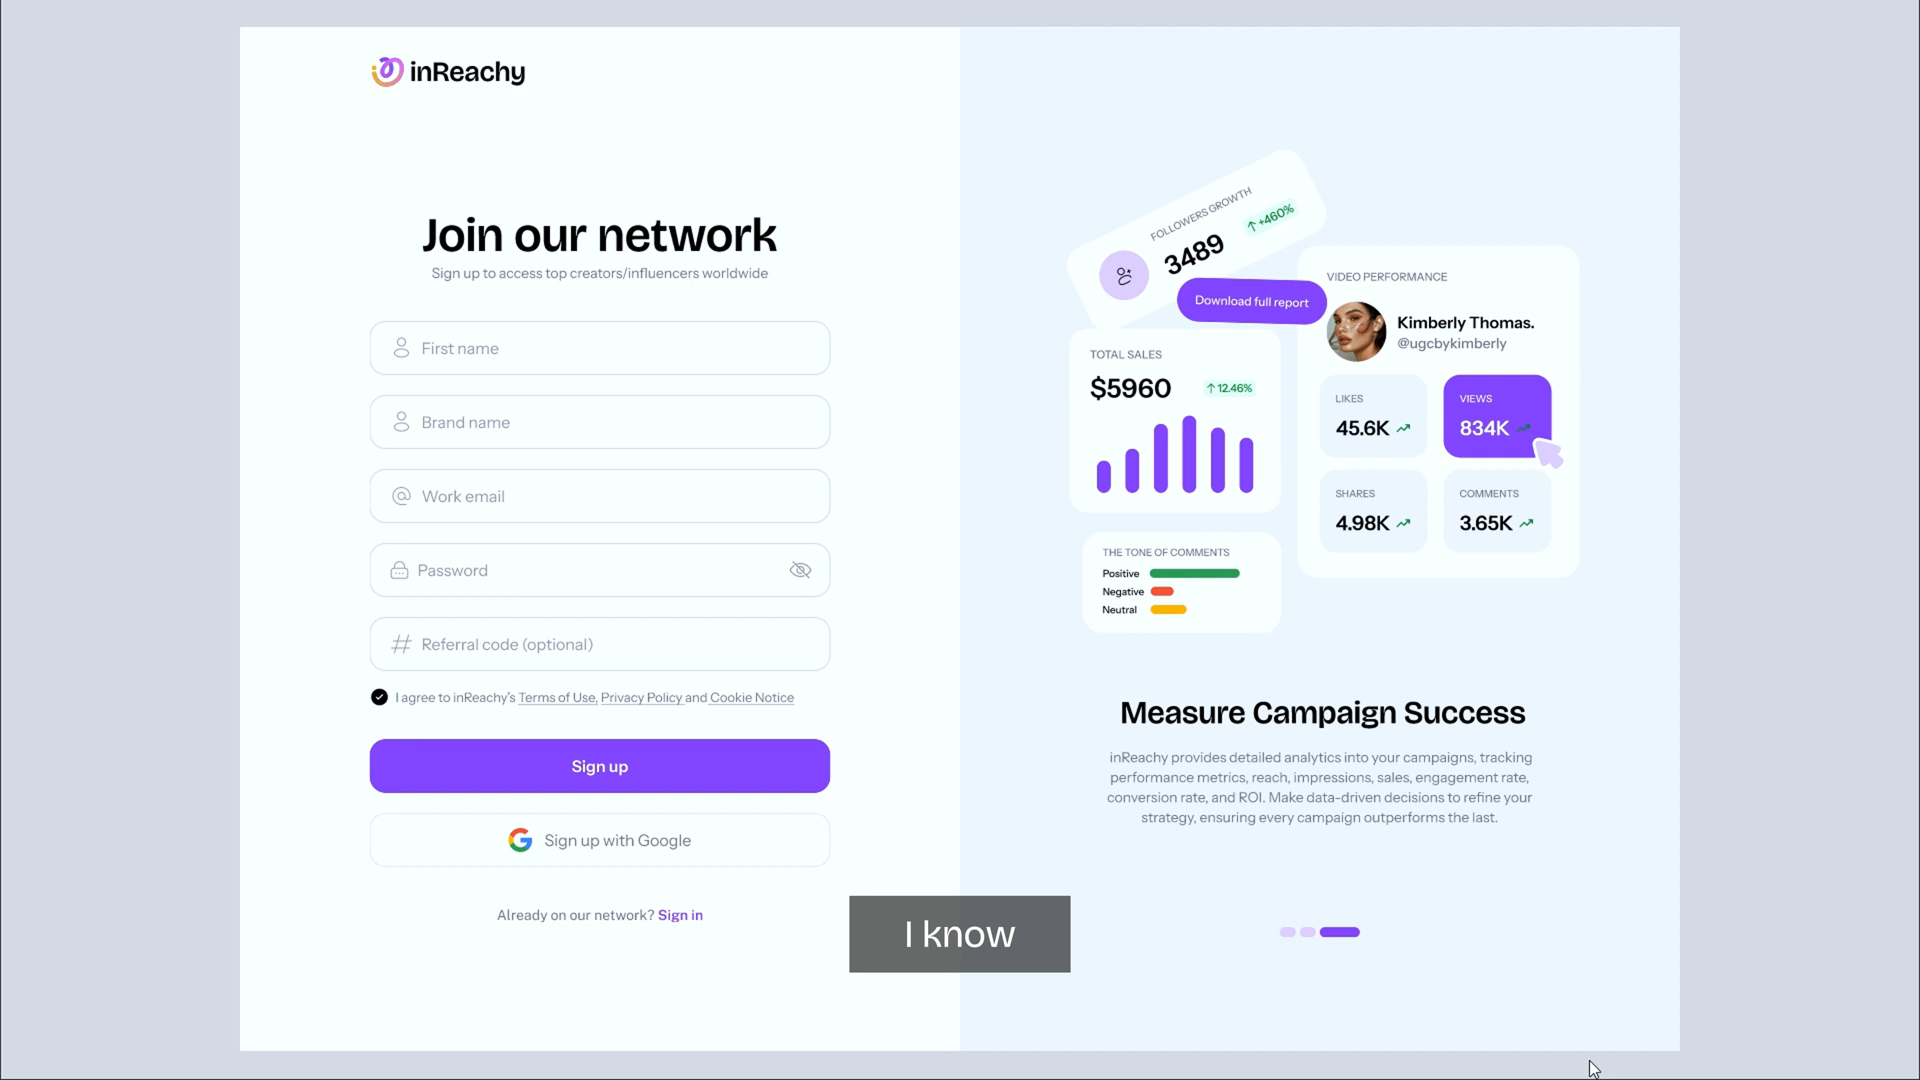 inReachy
Join our network
Sign up to access top creators/influencers worldwide
First name
Brand name
Work email
Password
Referral code (optional)
I agree to inReachy's Terms of Use, Privacy Policy and Cookie Notice
Sign up
Sign up with Google
Already on our network? Sign in
FOLLOWERS GROWTH
3489
+460%
Download full report
TOTAL SALES
$5960
12.46%
THE TONE OF COMMENTS
Positive
Negative
Neutral
VIDEO PERFORMANCE
Kimberly Thomas.
@ugcbykimberly
LIKES
45.6K
VIEWS
834K
SHARES
4.98K
COMMENTS
3.65K
Measure Campaign Success
inReachy provides detailed analytics into your campaigns, tracking
performance metrics, reach, impressions, sales, engagement rate,
conversion rate, and ROI. Make data-driven decisions to refine your
strategy, ensuring every campaign outperforms the last.
I know